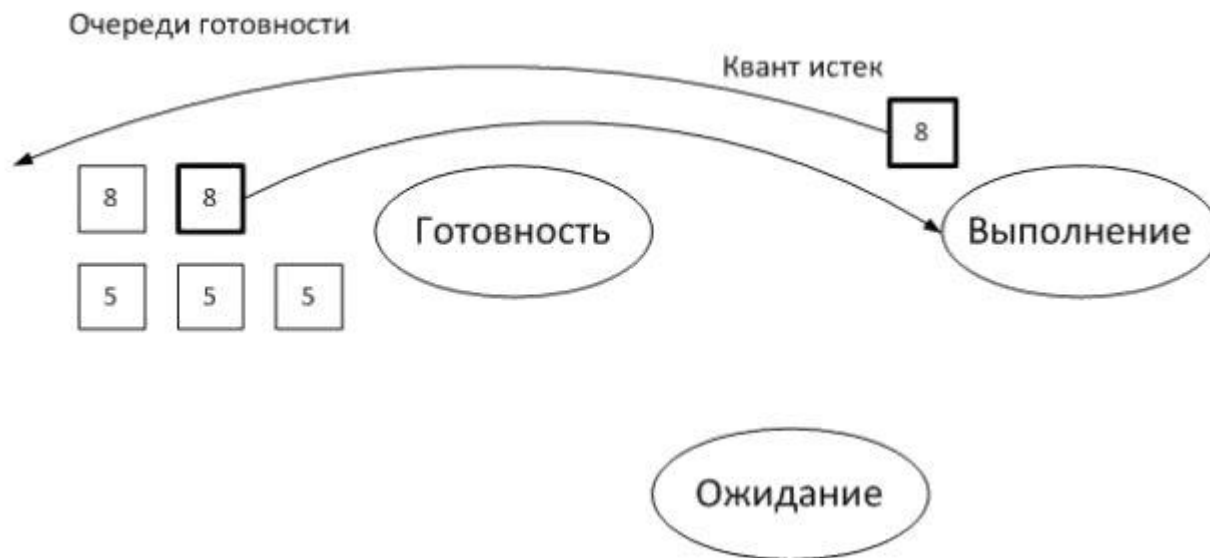 Очереди готовности
Квант истек
8
8 8
Готовность
Выполнение
5 5 5
Ожидание